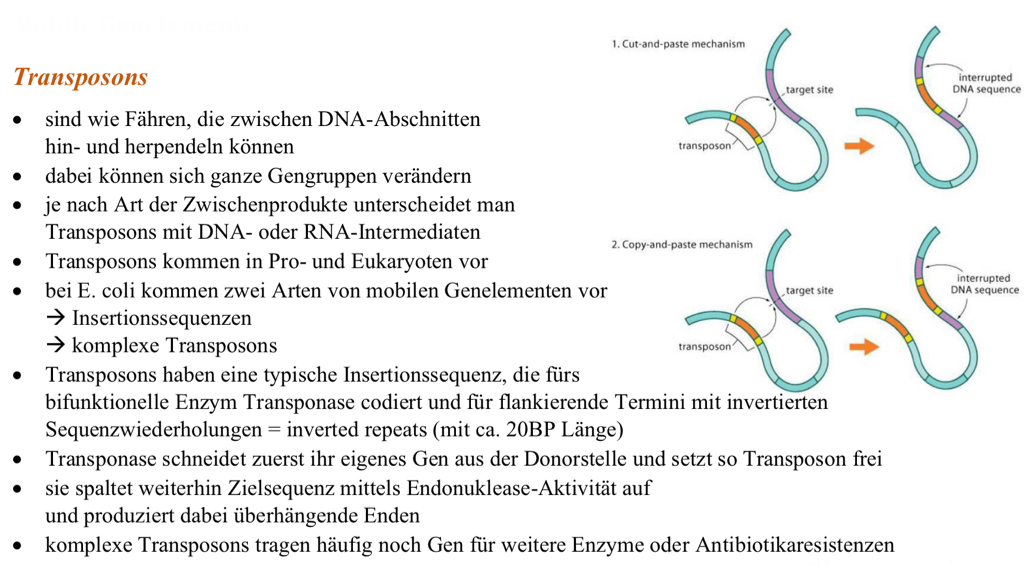 Transposons
• sind wie Fähren, die zwischen DNA-Abschnitten
hin- und herpendeln können
• dabei können sich ganze Gengruppen verändern
• je nach Art der Zwischenprodukte unterscheidet man
Transposons mit DNA- oder RNA-Intermediaten
• Transposons kommen in Pro- und Eukaryoten vor
• bei E. coli kommen zwei Arten von mobilen Genelementen vor
→ Insertionssequenzen
→ komplexe Transposons
• Transposons haben eine typische Insertionssequenz, die fürs
bifunktionelle Enzym Transponase codiert und für flankierende Termini mit invertierten
Sequenzwiederholungen = inverted repeats (mit ca. 20BP Länge)
• Transponase schneidet zuerst ihr eigenes Gen aus der Donorstelle und setzt so Transposon frei
• sie spaltet weiterhin Zielsequenz mittels Endonuklease-Aktivität auf
und produziert dabei überhängende Enden
• komplexe Transposons tragen häufig noch Gen für weitere Enzyme oder Antibiotikaresistenzen
1. Cut-and-paste mechanism
target site
transposon
interrupted
DNA sequence
2. Copy-and-paste mechanism
target site
transposon
interrupted
DNA sequence